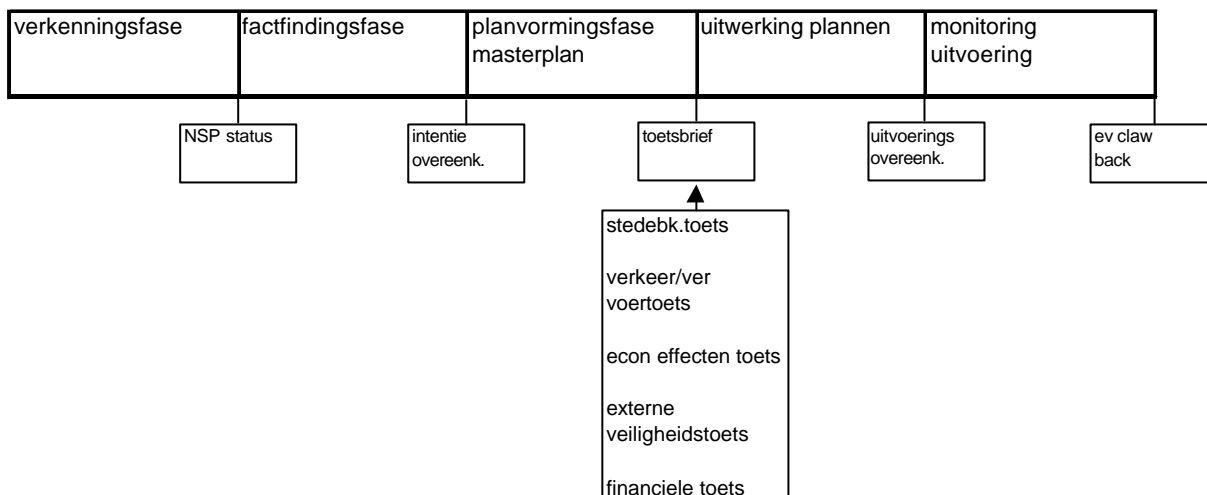 verkenningsfase
factfindingsfase
planvormingsfase
masterplan
uitwerking plannen
monitoring
uitvoering
NSP status
intentie
overeenk.
toetsbrief
uitvoerings
overeenk.
ev claw
back
stedebk.toets
verkeer/ver
voertoets
econ effecten toets
externe
veiligheidstoets
financiele toets